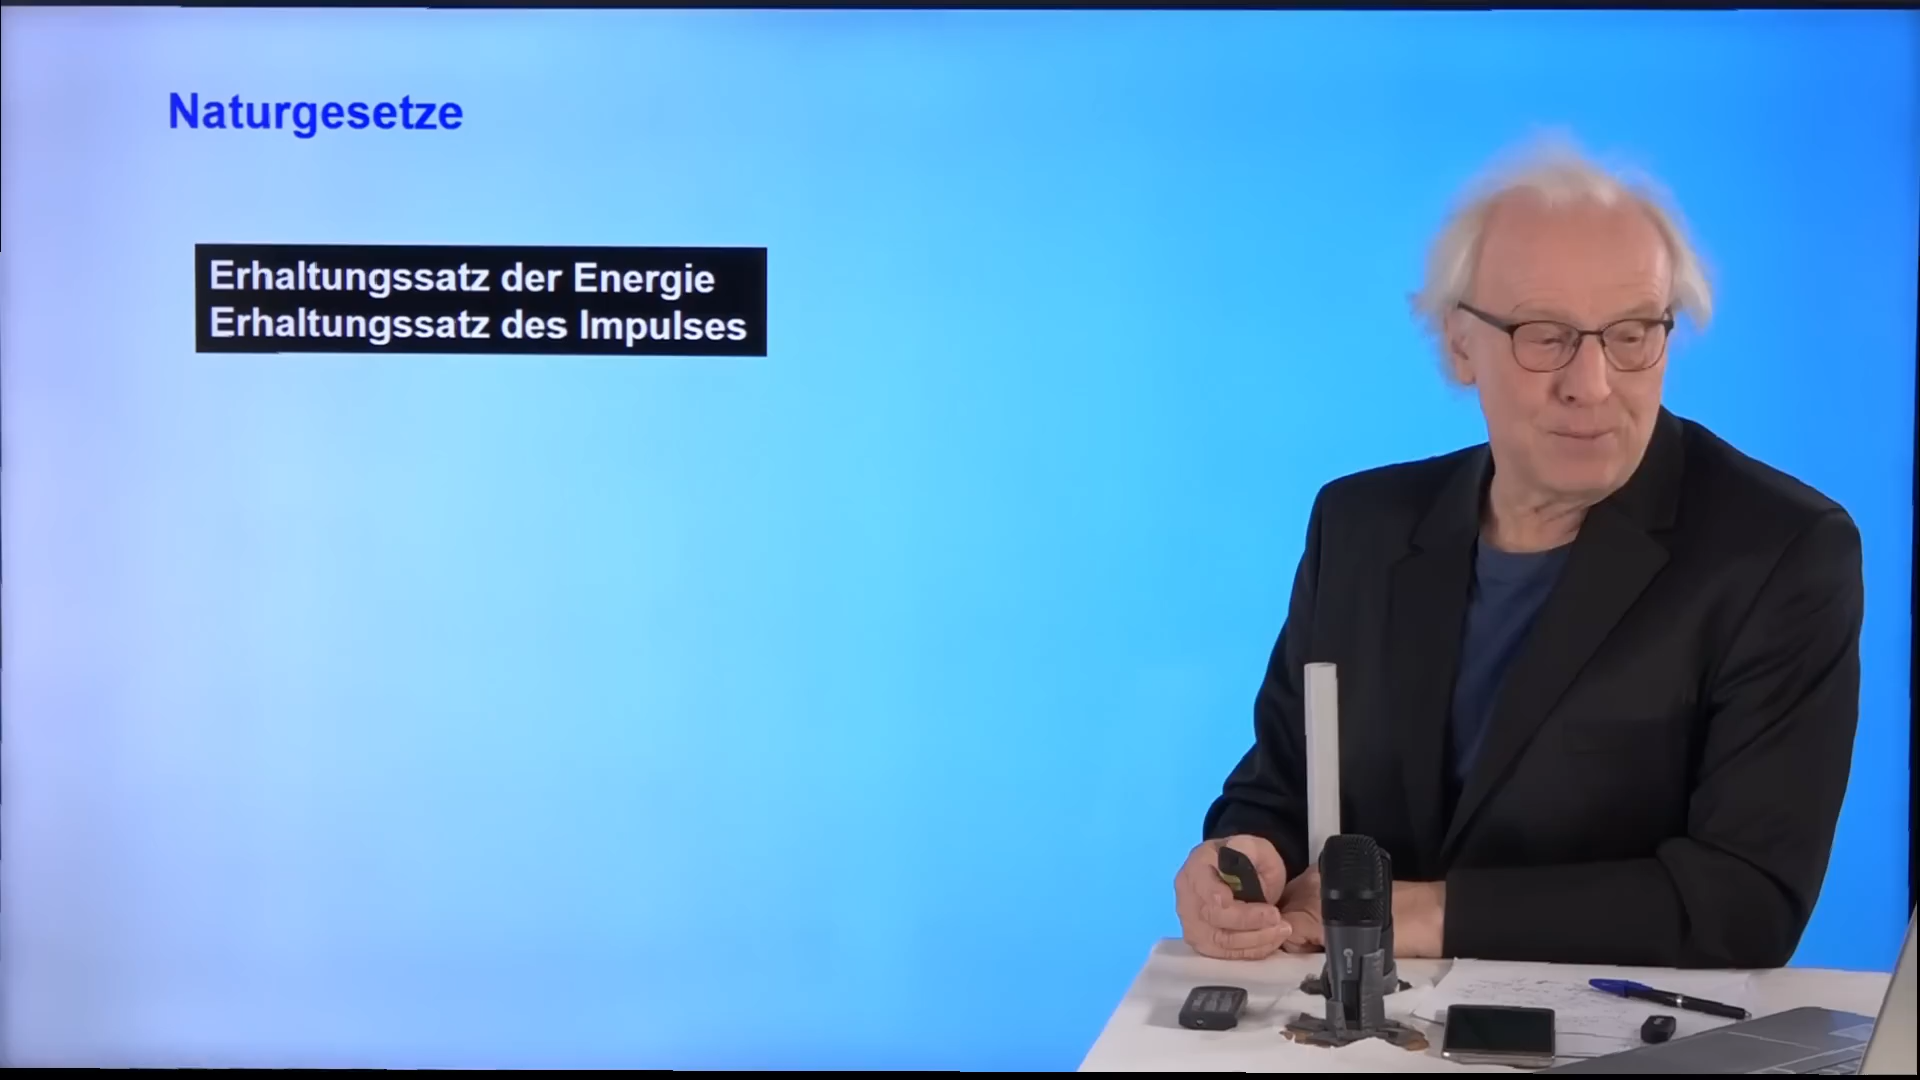 Naturgesetze
Erhaltungssatz der Energie
Erhaltungssatz des Impulses